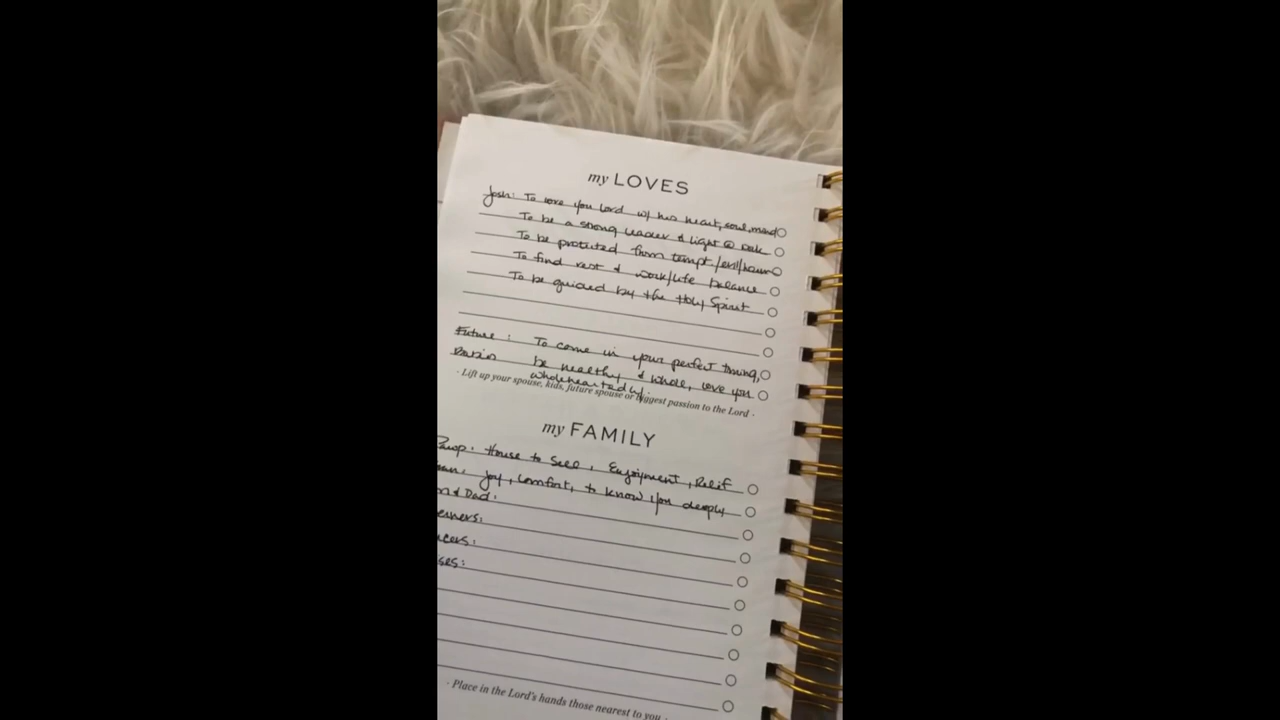 my LOVES
Josh: To love you Lord w/ his heart, soul, mind
To be a strong leader & light @
To be protected from tempt./evil/harm
To find rest & work/life balance
To be guided by the Holy Spirit
Future : To come in your perfect timing,
be healthy & whole, love you
wholeheartedly
· Lift up your spouse, kids, future spouse or biggest passion to the Lord ·
my FAMILY
House to Sell, Enjoyment, Relief
Joy, comfort, to know you deeply
& Dad:
· Place in the Lord's hands those nearest to you ·